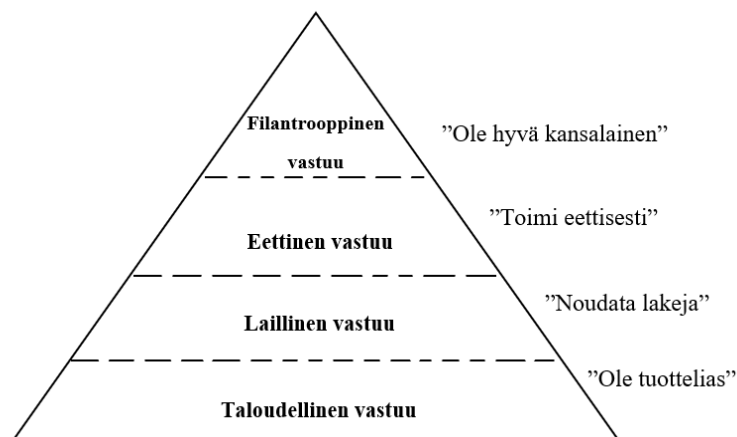 Filantrooppinen
vastuu
”Ole hyvä kansalainen”
”Toimi eettisesti”
Eettinen vastuu
”Noudata lakeja”
Laillinen vastuu
”Ole tuottelias”
Taloudellinen vastuu